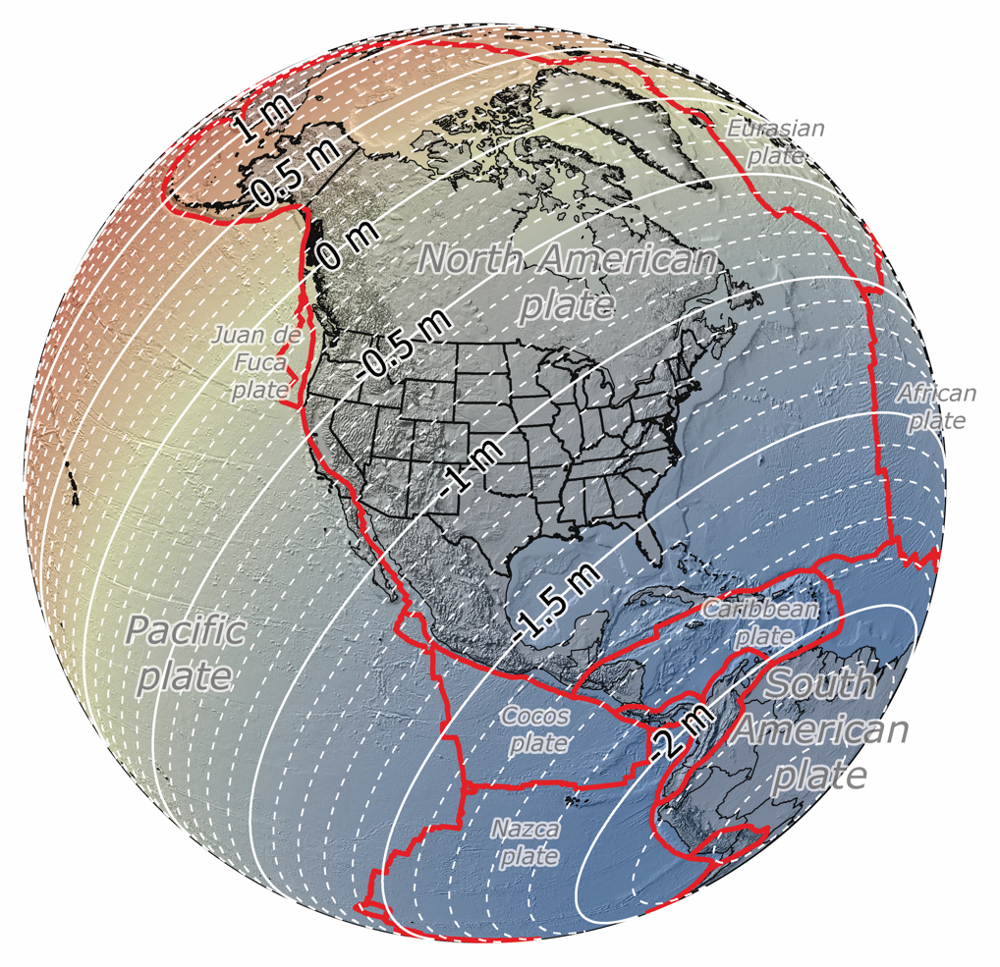 1 m
0.5 m
0 m
-0.5 m
-1 m
-1.5 m
-2 m
Eurasian
plate
North American
plate
Juan de
Fuca
plate
African
plate
Pacific
plate
Caribbean
plate
South
American
plate
Cocos
plate
Nazca
plate